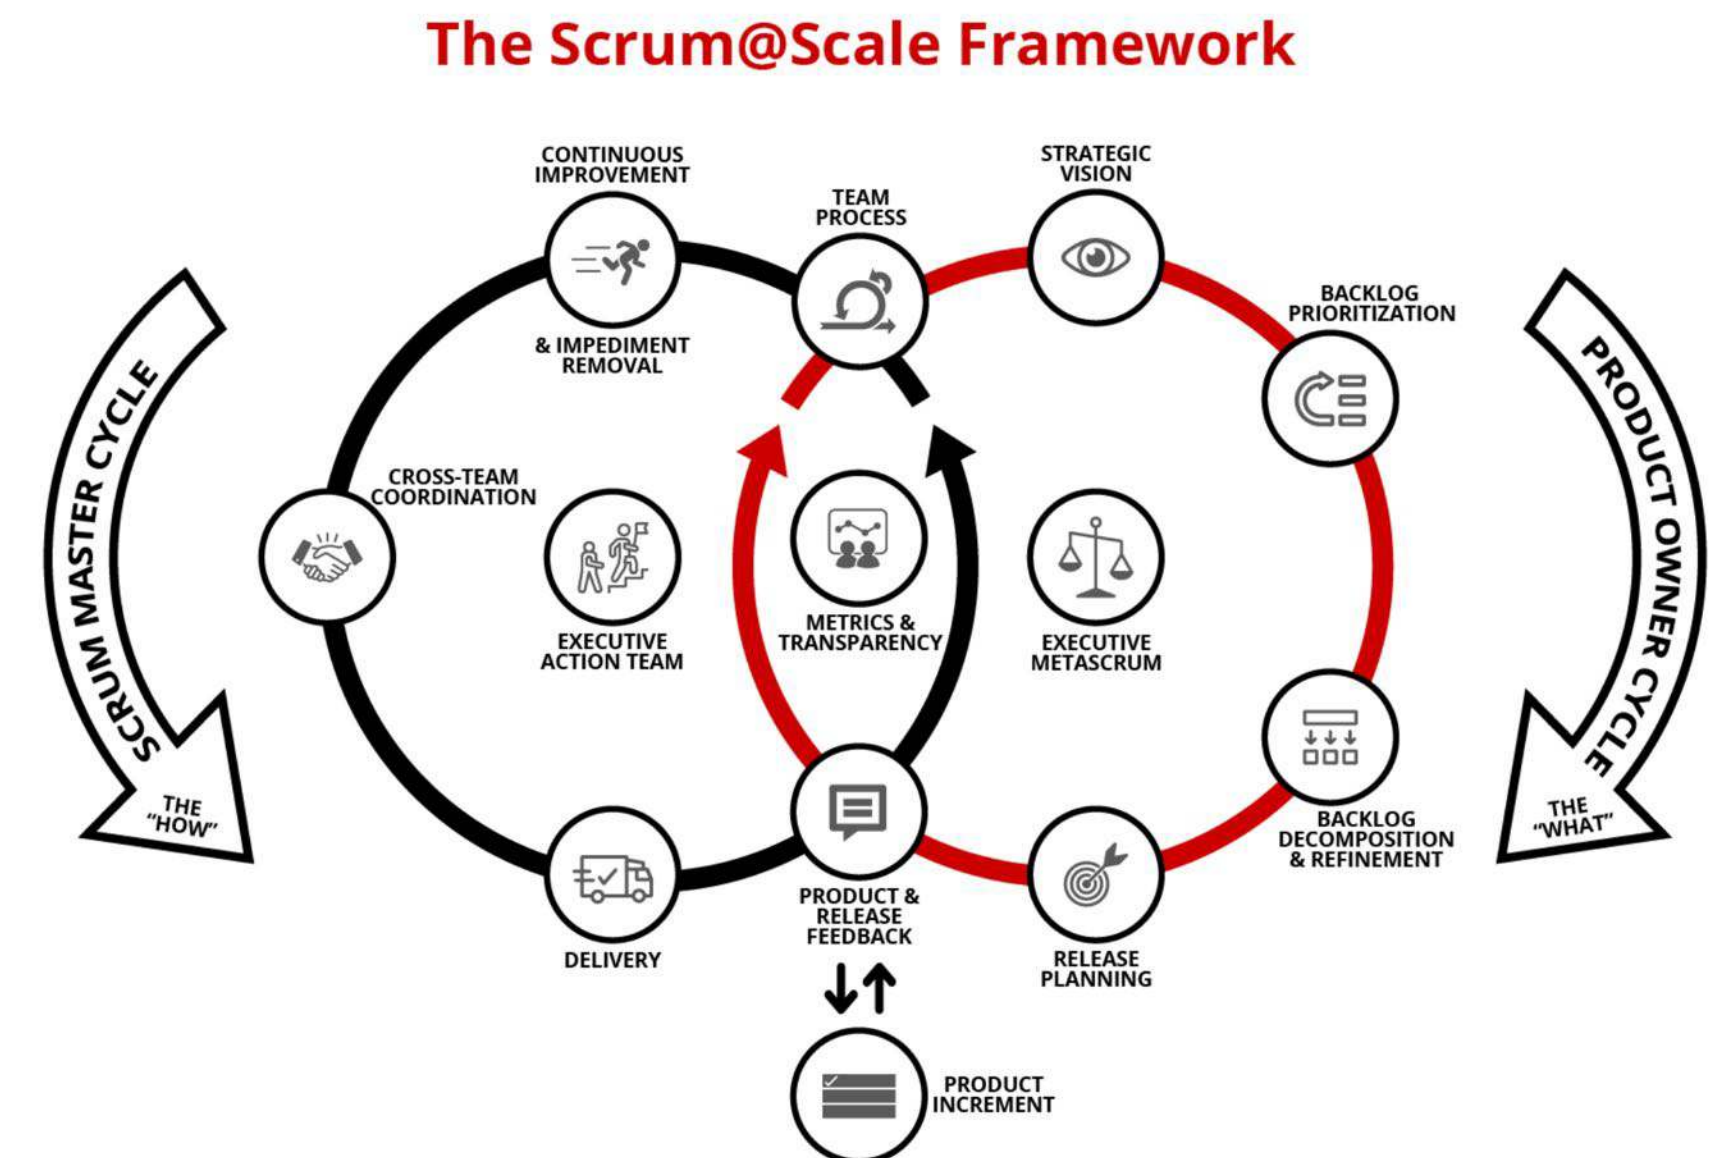 The Scrum@Scale Framework
CONTINUOUS
IMPROVEMENT
& IMPEDIMENT
REMOVAL
TEAM
PROCESS
STRATEGIC
VISION
BACKLOG
PRIORITIZATION
SCRUM MASTER CYCLE
THE
"HOW"
CROSS-TEAM
COORDINATION
EXECUTIVE
ACTION TEAM
METRICS &
TRANSPARENCY
EXECUTIVE
METASCRUM
PRODUCT OWNER CYCLE
THE
"WHAT"
BACKLOG
DECOMPOSITION
& REFINEMENT
DELIVERY
PRODUCT &
RELEASE
FEEDBACK
RELEASE
PLANNING
PRODUCT
INCREMENT